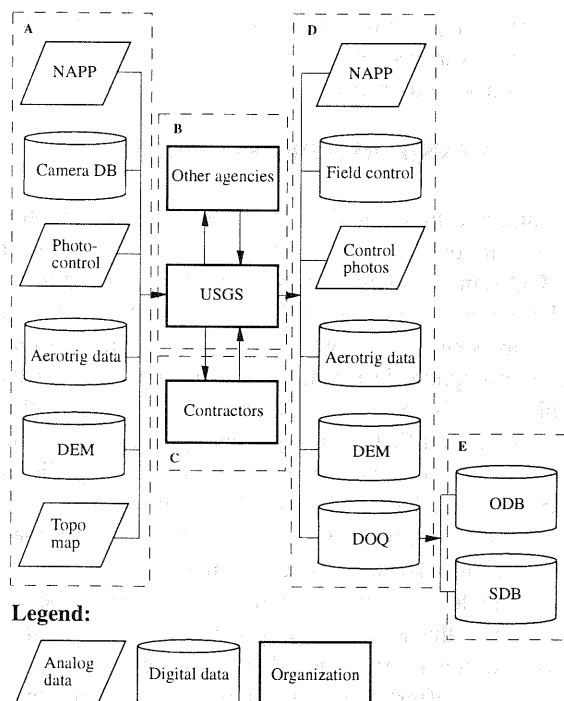 A
NAPP
Camera DB
Photo-
control
Aerotrig data
DEM
Topo
map
B
Other agencies
USGS
Contractors
C
D
NAPP
Field control
Control
photos
Aerotrig data
DEM
DOQ
E
ODB
SDB
Legend:
Analog
data
Digital data
Organization